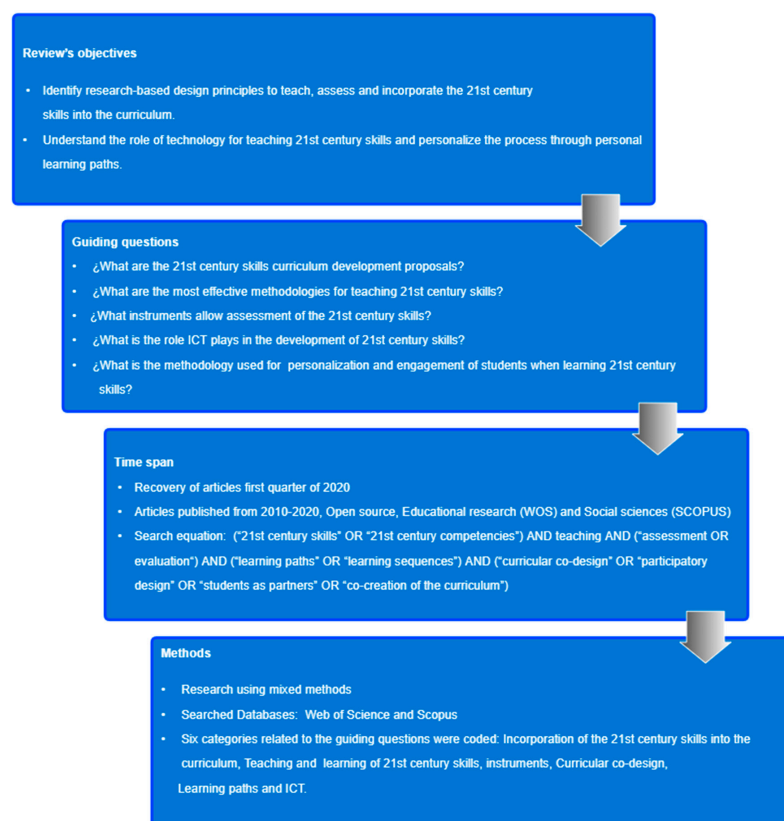 Review's objectives
• Identify research-based design principles to teach, assess and incorporate the 21st century
skills into the curriculum.
• Understand the role of technology for teaching 21st century skills and personalize the process through personal
learning paths.
Guiding questions
• ¿What are the 21st century skills curriculum development proposals?
• ¿What are the most effective methodologies for teaching 21st century skills?
• ¿What instruments allow assessment of the 21st century skills?
• ¿What is the role ICT plays in the development of 21st century skills?
• ¿What is the methodology used for personalization and engagement of students when learning 21st century
skills?
Time span
• Recovery of articles first quarter of 2020
• Articles published from 2010-2020, Open source, Educational research (WOS) and Social sciences (SCOPUS)
• Search equation: (“21st century skills” OR “21st century competencies”) AND teaching AND (“assessment OR
evaluation“) AND (“learning paths” OR “learning sequences”) AND (“curricular co-design” OR “participatory
design” OR “students as partners” OR “co-creation of the curriculum”)
Methods
• Research using mixed methods
• Searched Databases: Web of Science and Scopus
• Six categories related to the guiding questions were coded: Incorporation of the 21st century skills into the
curriculum, Teaching and learning of 21st century skills, instruments, Curricular co-design,
Learning paths and ICT.